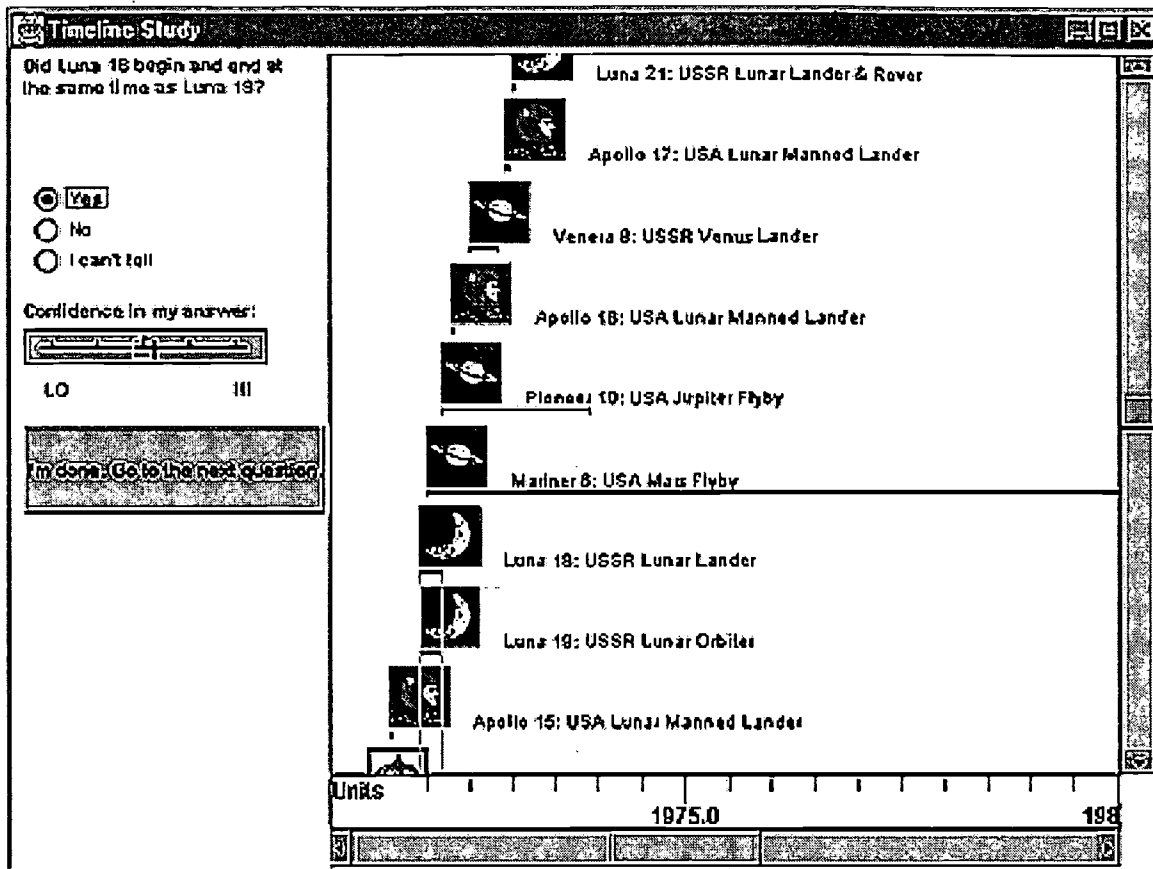 Timeline Study
Did Luna 18 begin and end at
the same time as Luna 19?
Yes
No
I can't tell
Confidence in my answer:
LO HI
I'm done. Go to the next question
Luna 21: USSR Lunar Lander & Rover
Apollo 17: USA Lunar Manned Lander
Venera 8: USSR Venus Lander
Apollo 16: USA Lunar Manned Lander
Pioneer 10: USA Jupiter Flyby
Mariner 6: USA Mars Flyby
Luna 18: USSR Lunar Lander
Luna 19: USSR Lunar Orbiter
Apollo 15: USA Lunar Manned Lander
Units
1975.0
198